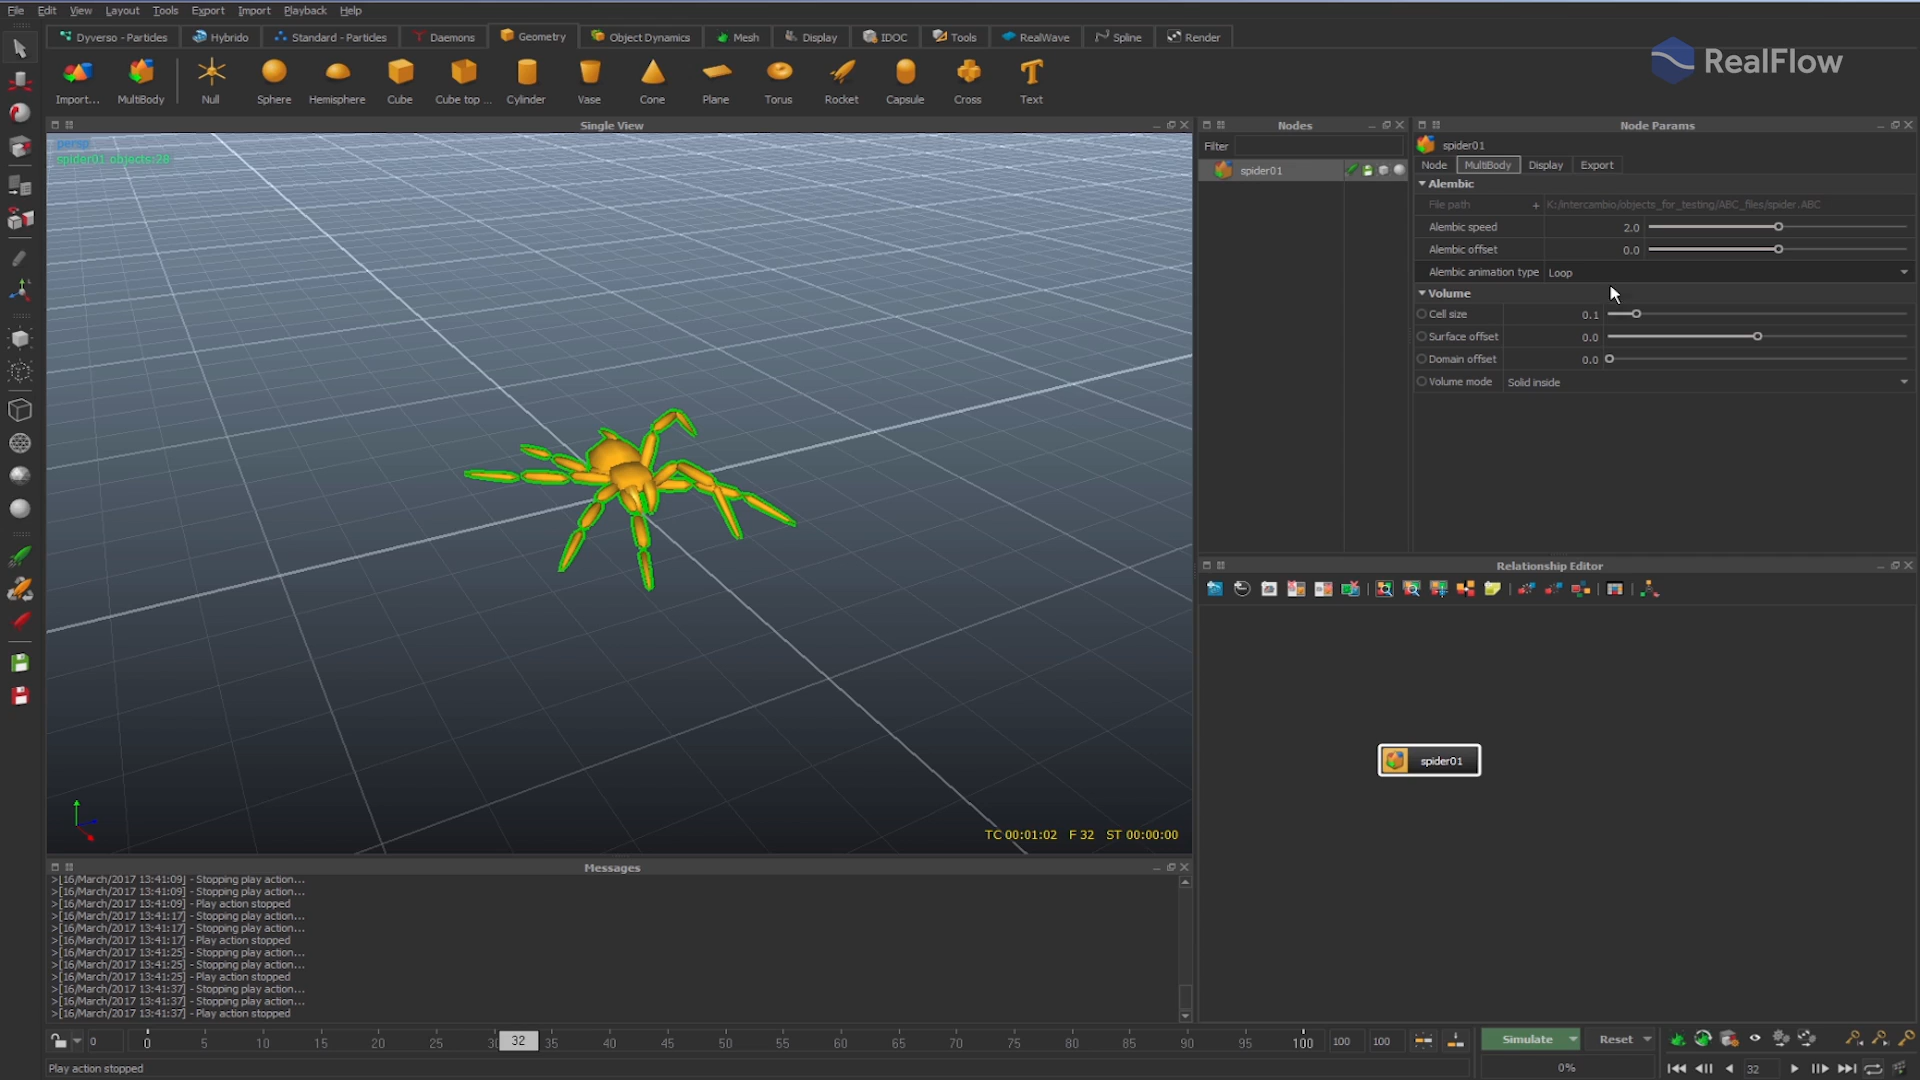 File Edit View Layout Tools Export Import Playback Help
Dyverso - Particles Hybrido Standard - Particles Daemons Geometry Object Dynamics Mesh Display IDOC Tools RealWave Spline Render
RealFlow
Import... MultiBody Null Sphere Hemisphere Cube Cube top ... Cylinder Vase Cone Plane Torus Rocket Capsule Cross Text
Single View
persp
spider01 objects:28
TC 00:01:02 F 32 ST 00:00:00
Nodes
Filter
spider01
Node Params
spider01
Node MultiBody Display Export
Alembic
File path + K:/intercambio/objects_for_testing/ABC_files/spider.ABC
Alembic speed 2.0
Alembic offset 0.0
Alembic animation type Loop
Volume
Cell size 0.1
Surface offset 0.0
Domain offset 0.0
Volume mode Solid inside
Relationship Editor
spider01
Messages
>[16/March/2017 13:41:09] - Stopping play action...
>[16/March/2017 13:41:09] - Stopping play action...
>[16/March/2017 13:41:09] - Play action stopped
>[16/March/2017 13:41:17] - Stopping play action...
>[16/March/2017 13:41:17] - Stopping play action...
>[16/March/2017 13:41:17] - Play action stopped
>[16/March/2017 13:41:25] - Stopping play action...
>[16/March/2017 13:41:25] - Stopping play action...
>[16/March/2017 13:41:25] - Play action stopped
>[16/March/2017 13:41:37] - Stopping play action...
>[16/March/2017 13:41:37] - Stopping play action...
>[16/March/2017 13:41:37] - Play action stopped
0 0 5 10 15 20 25 32 35 40 45 50 55 60 65 70 75 80 85 90 95 100 100 100
Simulate Reset
Play action stopped
0%
32